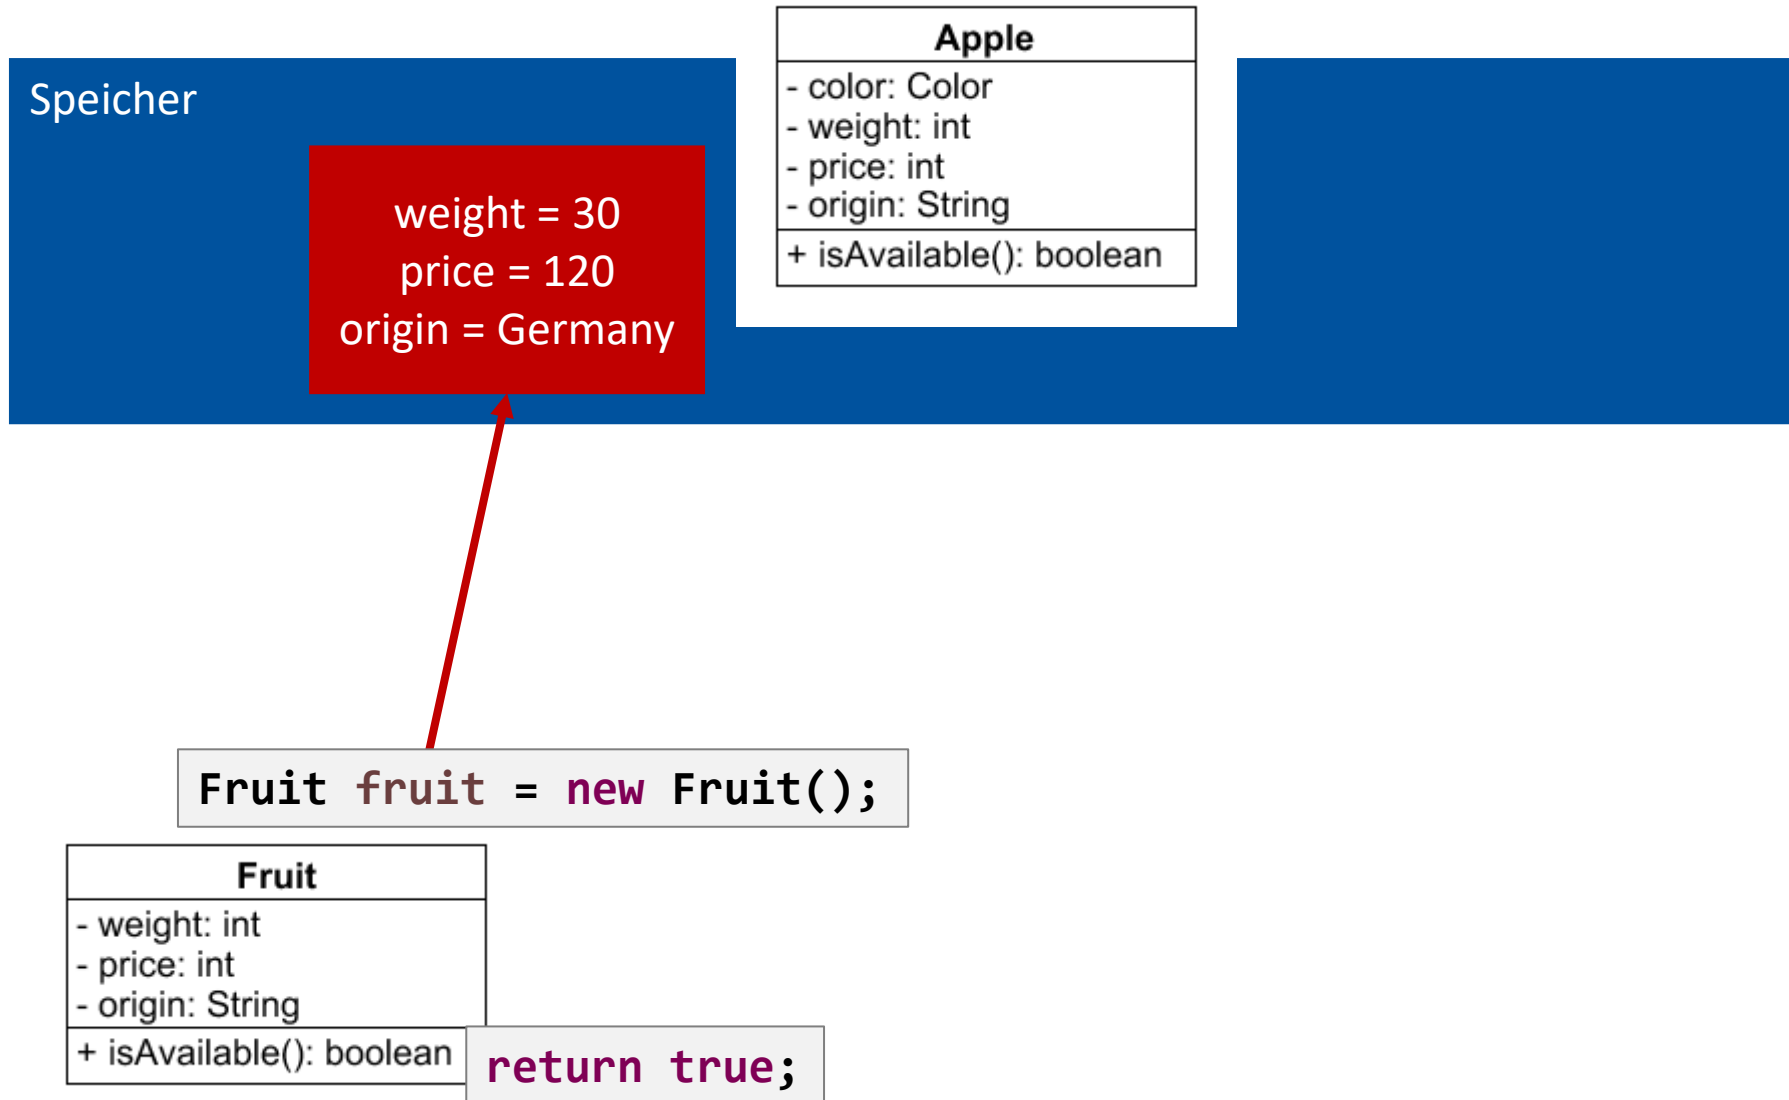 Speicher
weight = 30
price = 120
origin = Germany
Apple
- color: Color
- weight: int
- price: int
- origin: String
+ isAvailable(): boolean
Fruit fruit = new Fruit();
Fruit
- weight: int
- price: int
- origin: String
+ isAvailable(): boolean
return true;